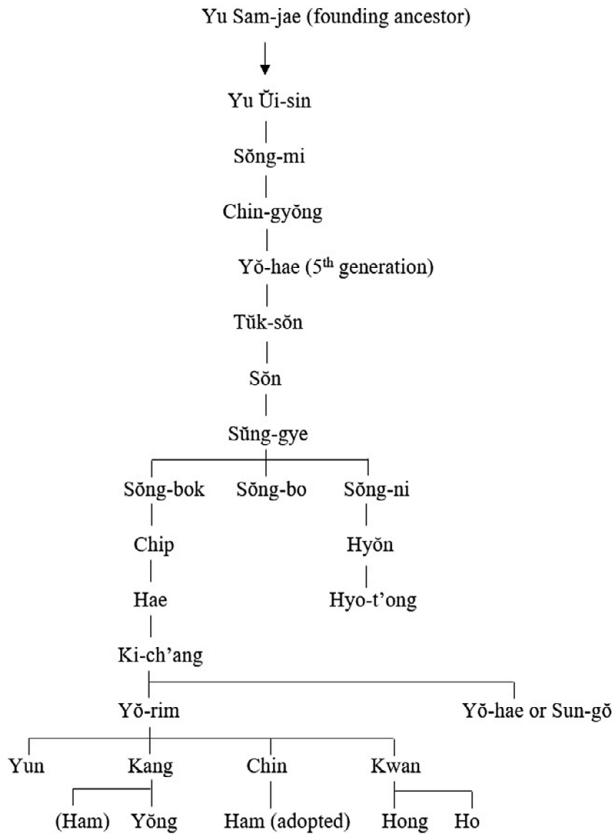 Yu Sam-jae (founding ancestor)
Yu Ŭi-sin
Sŏng-mi
Chin-gyŏng
Yŏ-hae (5th generation)
Tŭk-sŏn
Sŏn
Sŭng-gye
Sŏng-bok Sŏng-bo Sŏng-ni
Chip Hyŏn
Hae Hyo-t’ong
Ki-ch’ang
Yŏ-rim Yŏ-hae or Sun-gŏ
Yun Kang Chin Kwan
(Ham) Yŏng Ham (adopted) Hong Ho